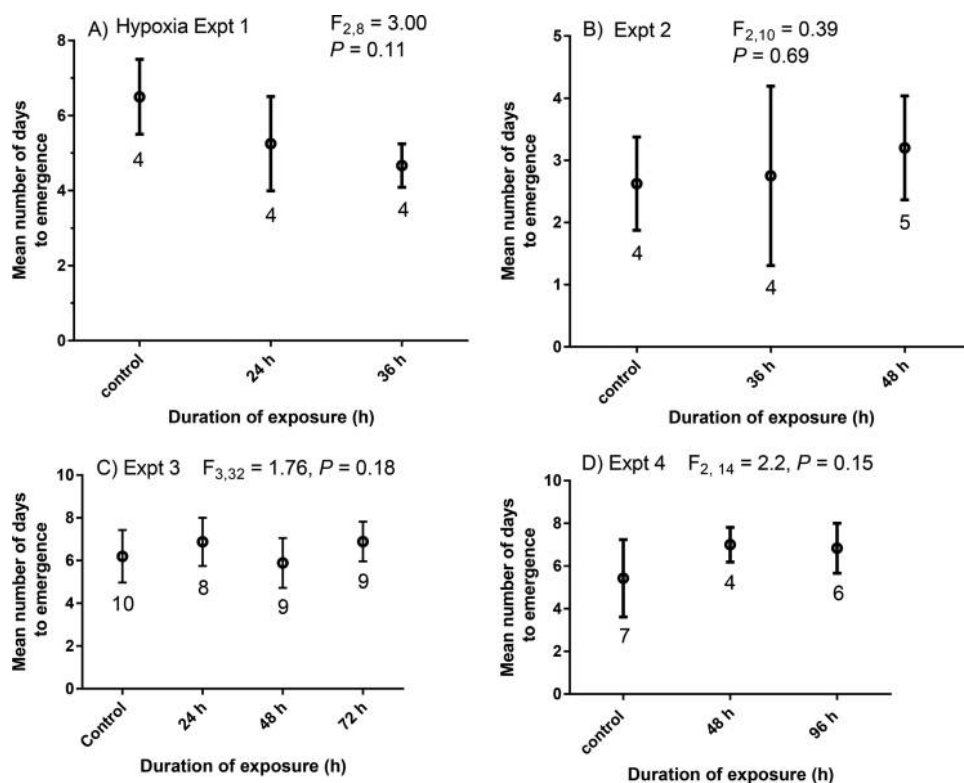 A) Hypoxia Expt 1
F2,8 = 3.00
P = 0.11
Mean number of days
to emergence
8
6
4
2
0
4
4
4
control
24 h
36 h
Duration of exposure (h)
B) Expt 2
F2,10 = 0.39
P = 0.69
Mean number of days
to emergence
5
4
3
2
1
0
4
4
5
control
36 h
48 h
Duration of exposure (h)
C) Expt 3 F3,32 = 1.76, P = 0.18
Mean number of days
to emergence
10
8
6
4
2
0
10
8
9
9
Control
24 h
48 h
72 h
Duration of exposure (h)
D) Expt 4 F2, 14 = 2.2, P = 0.15
Mean number of days
to emergence
10
8
6
4
2
0
7
4
6
control
48 h
96 h
Duration of exposure (h)